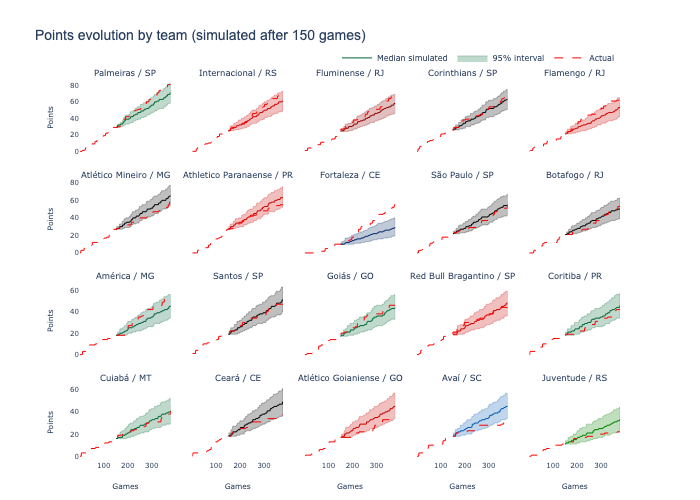 Points evolution by team (simulated after 150 games)
Median simulated 95% interval Actual
Palmeiras / SP Internacional / RS Fluminense / RJ Corinthians / SP Flamengo / RJ
80
60
40
20
0
Points
Atlético Mineiro / MG Athletico Paranaense / PR Fortaleza / CE São Paulo / SP Botafogo / RJ
80
60
40
20
0
Points
América / MG Santos / SP Goiás / GO Red Bull Bragantino / SP Coritiba / PR
60
40
20
0
Points
Cuiabá / MT Ceará / CE Atlético Goianiense / GO Avaí / SC Juventude / RS
60
40
20
0
Points
100 200 300 100 200 300 100 200 300 100 200 300 100 200 300
Games Games Games Games Games